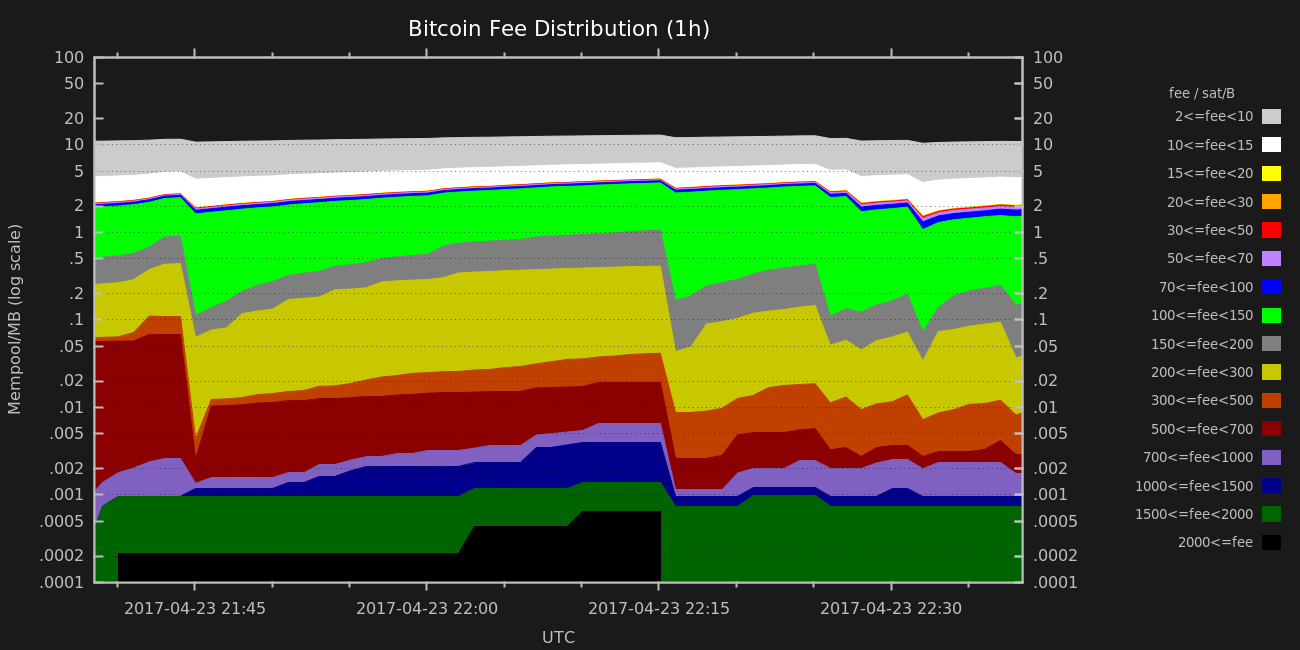 Bitcoin Fee Distribution (1h)
Mempool/MB (log scale)
100
50
20
10
5
2
1
.5
.2
.1
.05
.02
.01
.005
.002
.001
.0005
.0002
.0001
100
50
20
10
5
2
1
.5
.2
.1
.05
.02
.01
.005
.002
.001
.0005
.0002
.0001
2017-04-23 21:45
2017-04-23 22:00
2017-04-23 22:15
2017-04-23 22:30
UTC
fee / sat/B
2<=fee<10
10<=fee<15
15<=fee<20
20<=fee<30
30<=fee<50
50<=fee<70
70<=fee<100
100<=fee<150
150<=fee<200
200<=fee<300
300<=fee<500
500<=fee<700
700<=fee<1000
1000<=fee<1500
1500<=fee<2000
2000<=fee